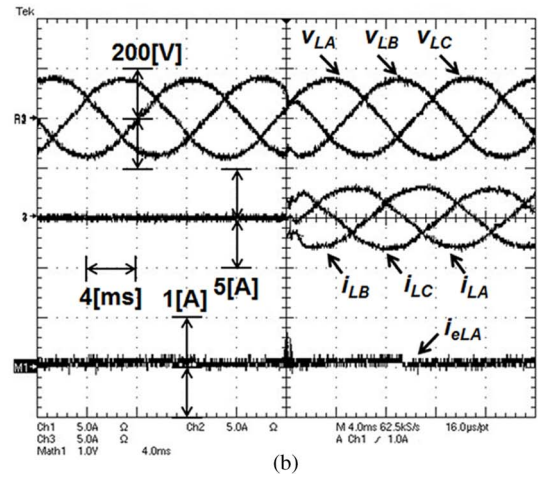 Tek
200[V]
vLA vLB vLC
R3
3
4[ms] 1[A] 5[A]
iLB iLC iLA
ieLA
M1
Ch1 5.0A Ω Ch2 5.0A Ω M 4.0ms 62.5kS/s 16.0µs/pt
Ch3 5.0A Ω A Ch1 / 1.0A
Math1 1.0V 4.0ms
(b)